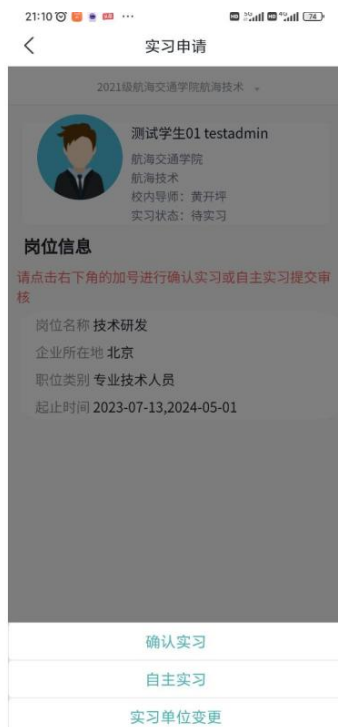 21:10
74
实习申请
2021级航海交通学院航海技术
测试学生01 testadmin
航海交通学院
航海技术
校内导师：黄开坪
实习状态：待实习
岗位信息
请点击右下角的加号进行确认实习或自主实习提交审
核
岗位名称 技术研发
企业所在地 北京
职位类别 专业技术人员
起止时间 2023-07-13,2024-05-01
确认实习
自主实习
实习单位变更